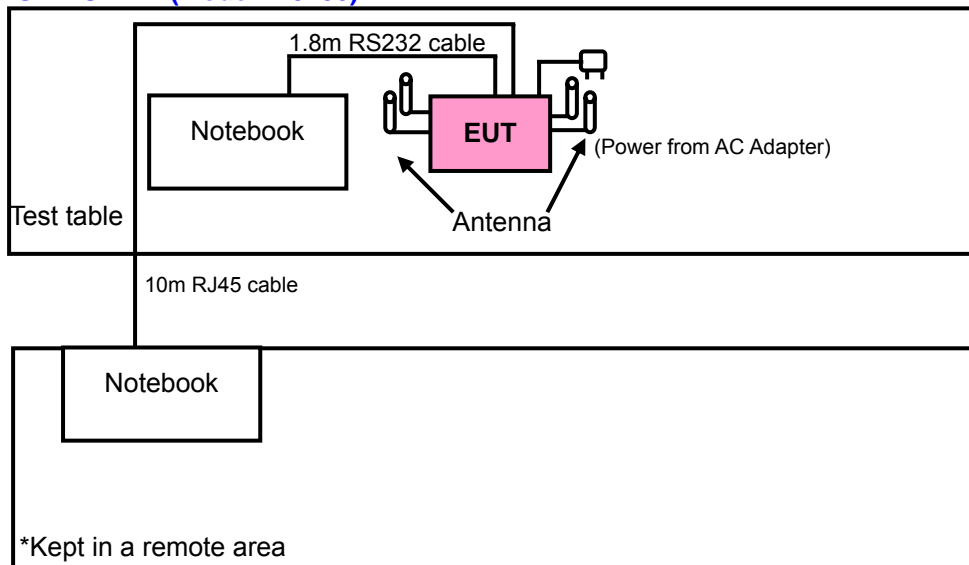 1.8m RS232 cable
Notebook
EUT
(Power from AC Adapter)
Test table
Antenna
10m RJ45 cable
Notebook
*Kept in a remote area